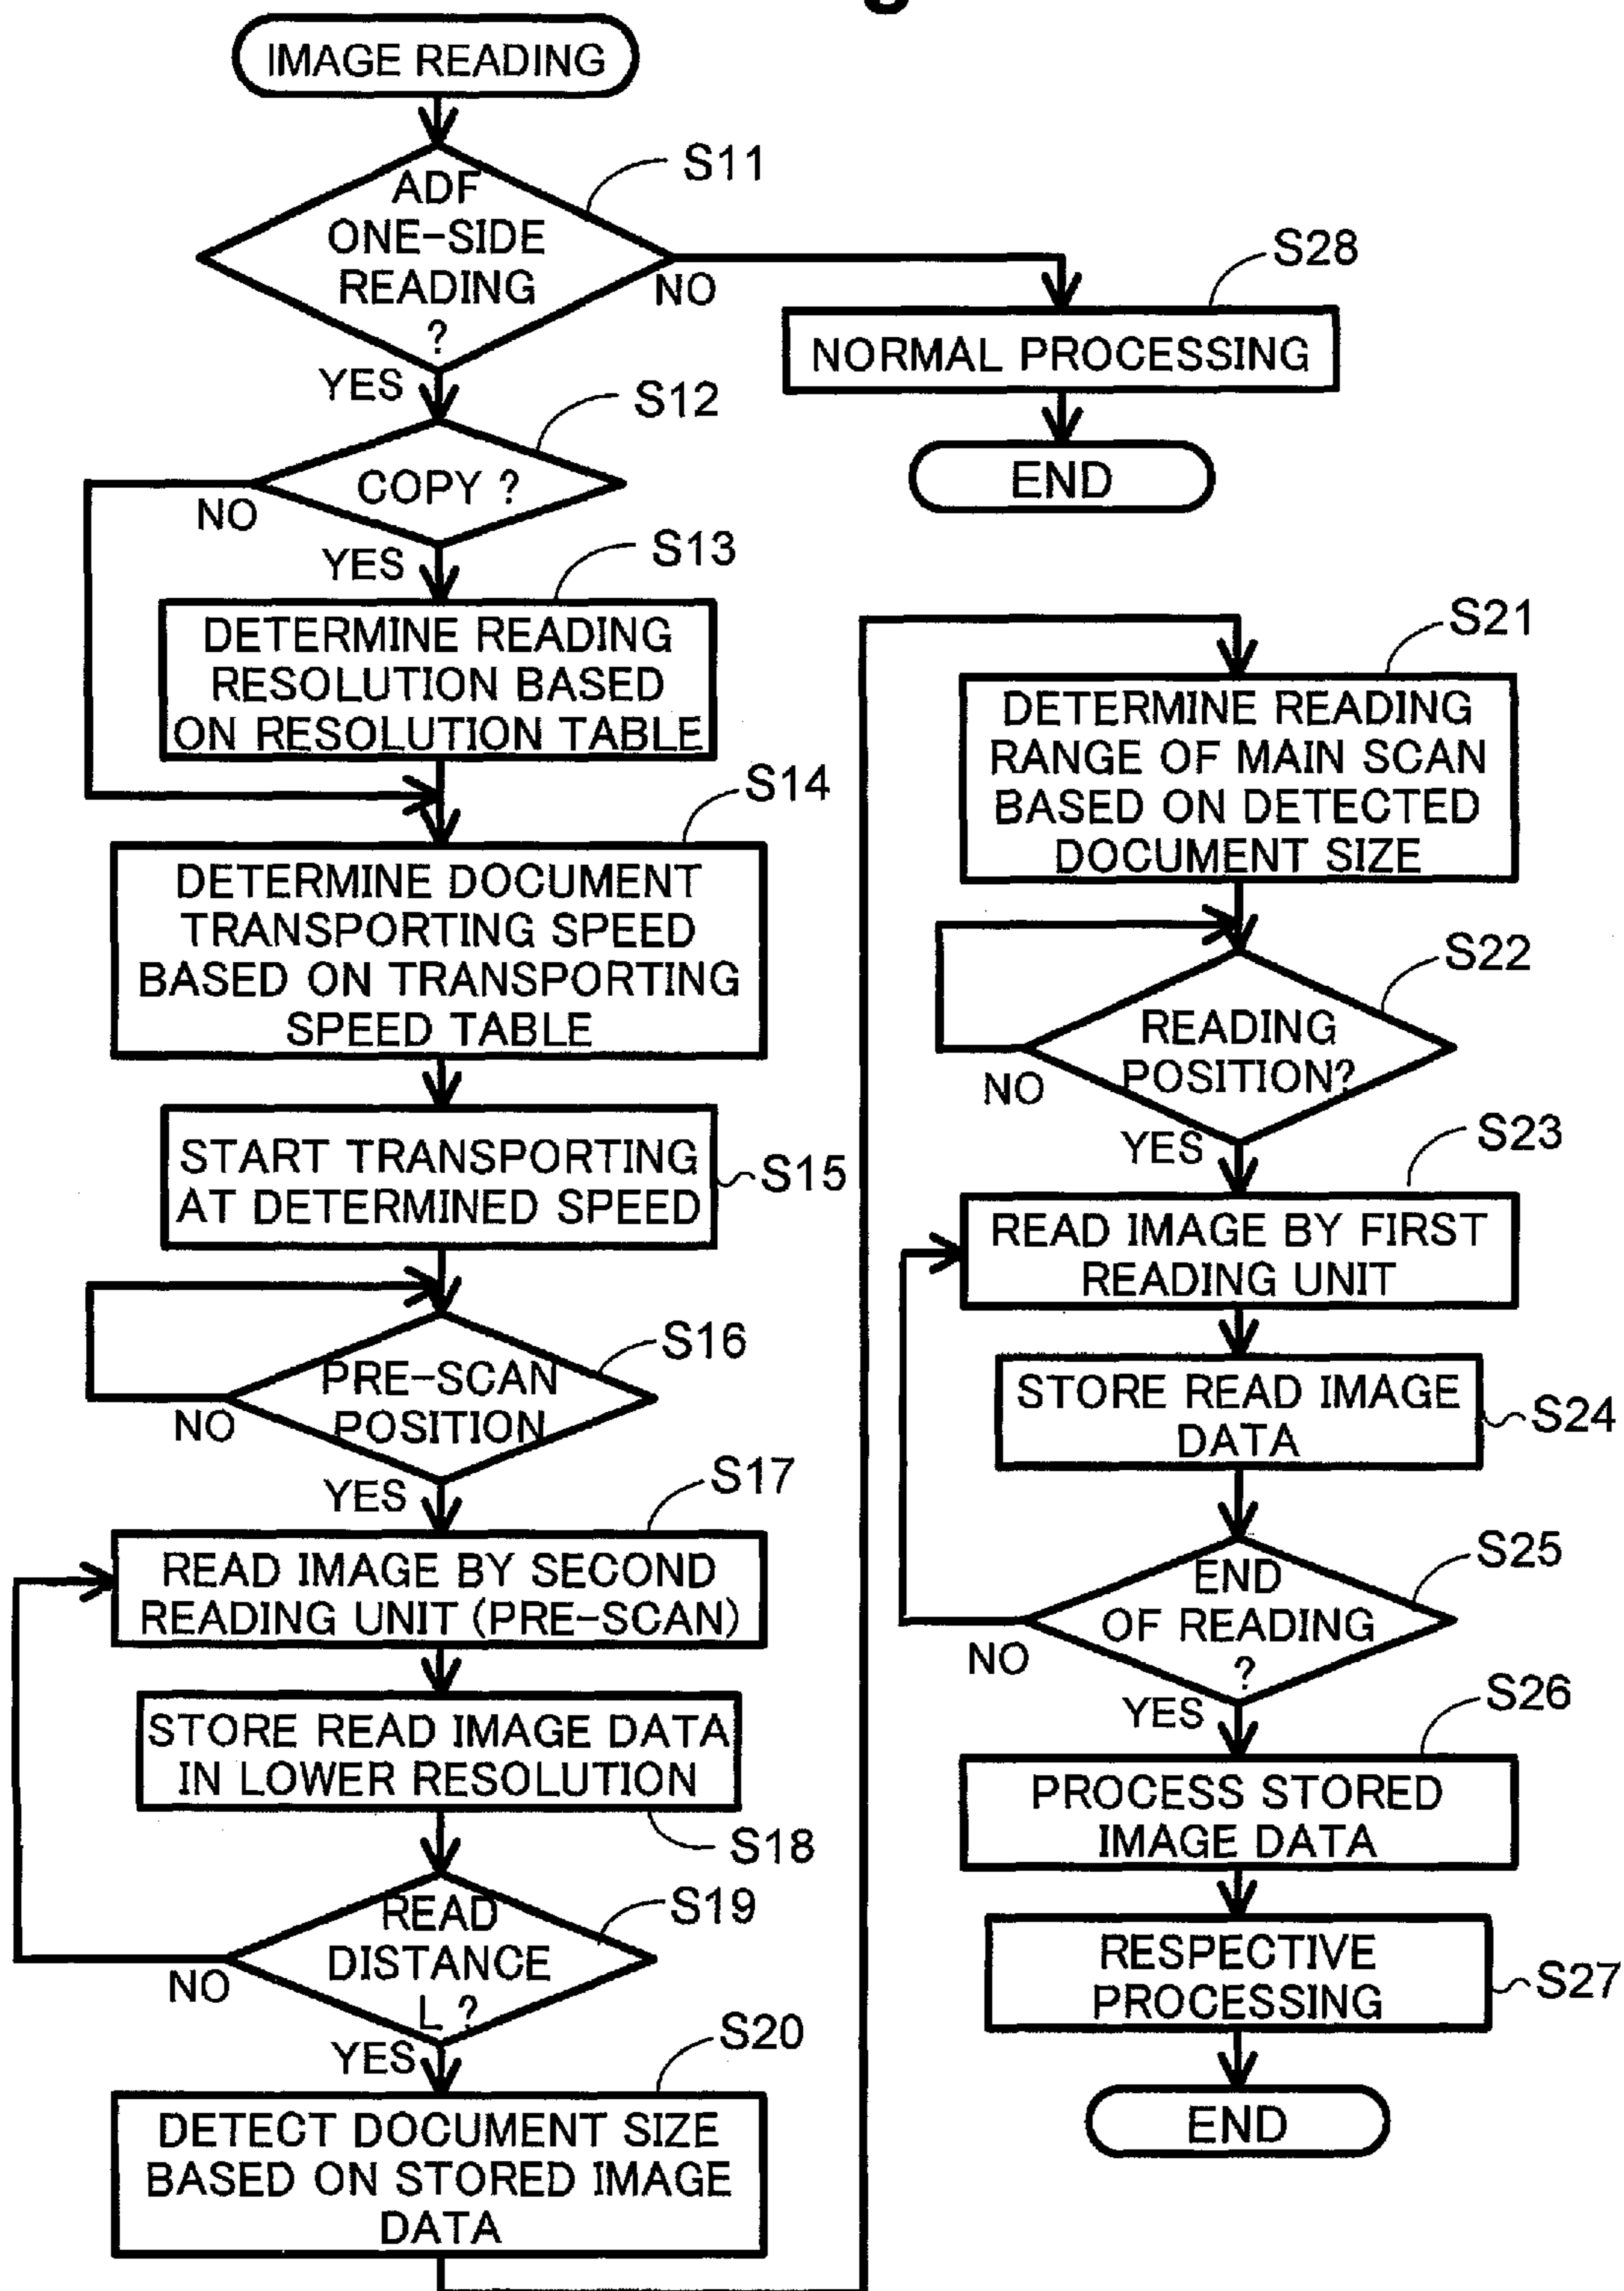 IMAGE READING
S11
ADF
ONE-SIDE
READING
?
NO
YES
S28
NORMAL PROCESSING
END
S12
COPY ?
NO
YES
S13
DETERMINE READING
RESOLUTION BASED
ON RESOLUTION TABLE
S14
DETERMINE DOCUMENT
TRANSPORTING SPEED
BASED ON TRANSPORTING
SPEED TABLE
START TRANSPORTING
AT DETERMINED SPEED
S15
S16
PRE-SCAN
POSITION
NO
YES
S17
READ IMAGE BY SECOND
READING UNIT (PRE-SCAN)
STORE READ IMAGE DATA
IN LOWER RESOLUTION
S18
S19
READ
DISTANCE
L ?
NO
YES
S20
DETECT DOCUMENT SIZE
BASED ON STORED IMAGE
DATA
S21
DETERMINE READING
RANGE OF MAIN SCAN
BASED ON DETECTED
DOCUMENT SIZE
S22
READING
POSITION?
NO
YES
S23
READ IMAGE BY FIRST
READING UNIT
STORE READ IMAGE
DATA
S24
S25
END
OF READING
?
NO
YES
S26
PROCESS STORED
IMAGE DATA
RESPECTIVE
PROCESSING
S27
END